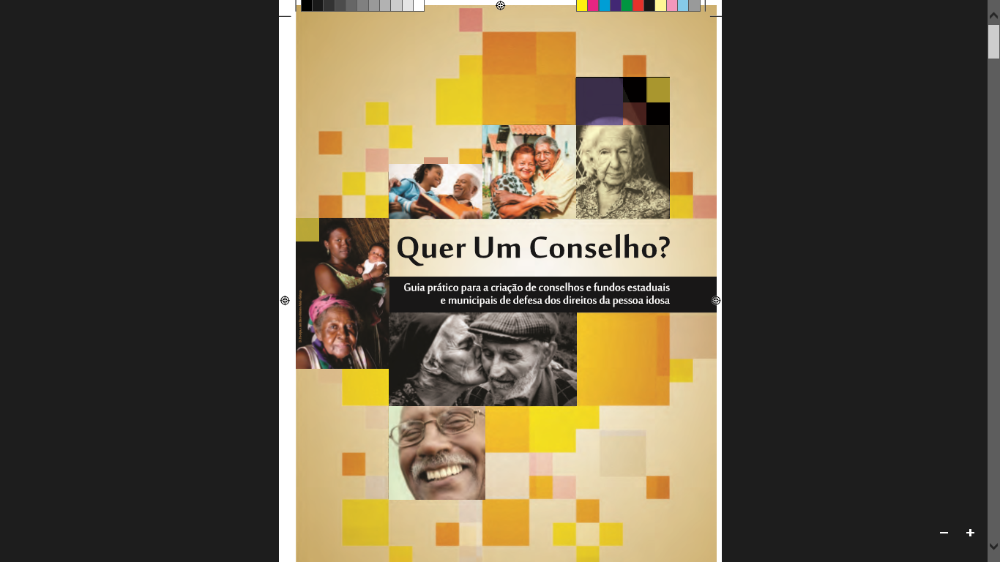 Quer Um Conselho?
Guia prático para a criação de conselhos e fundos estaduais
e municipais de defesa dos direitos da pessoa idosa